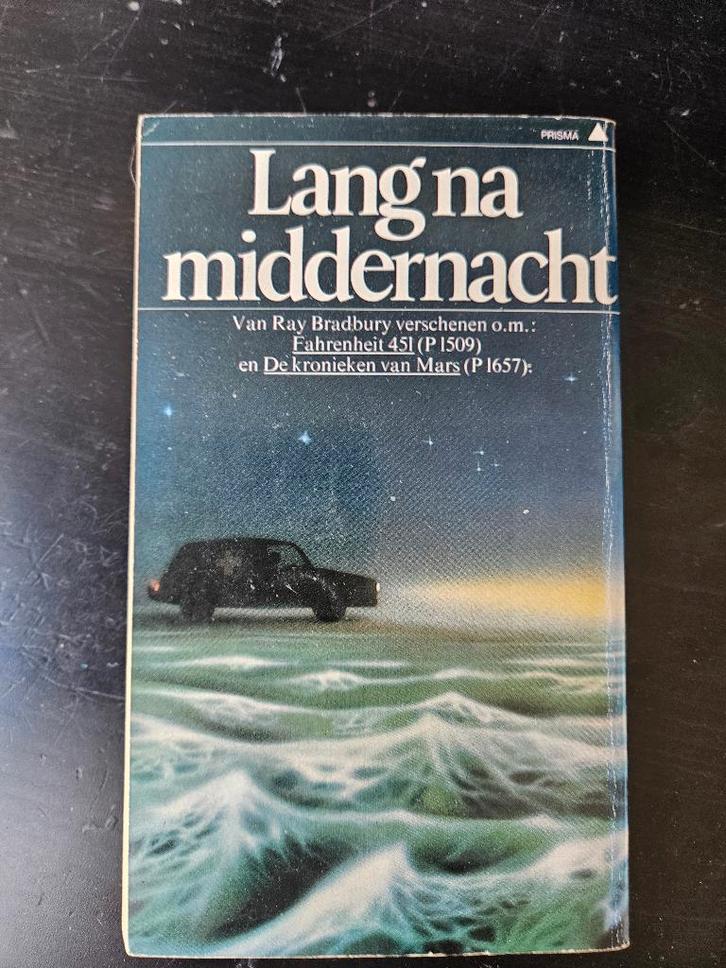 PRISMA
Lang na
middernacht
Van Ray Bradbury verschenen o.m.:
Fahrenheit 451 (P 1509)
en De kronieken van Mars (P 1657).